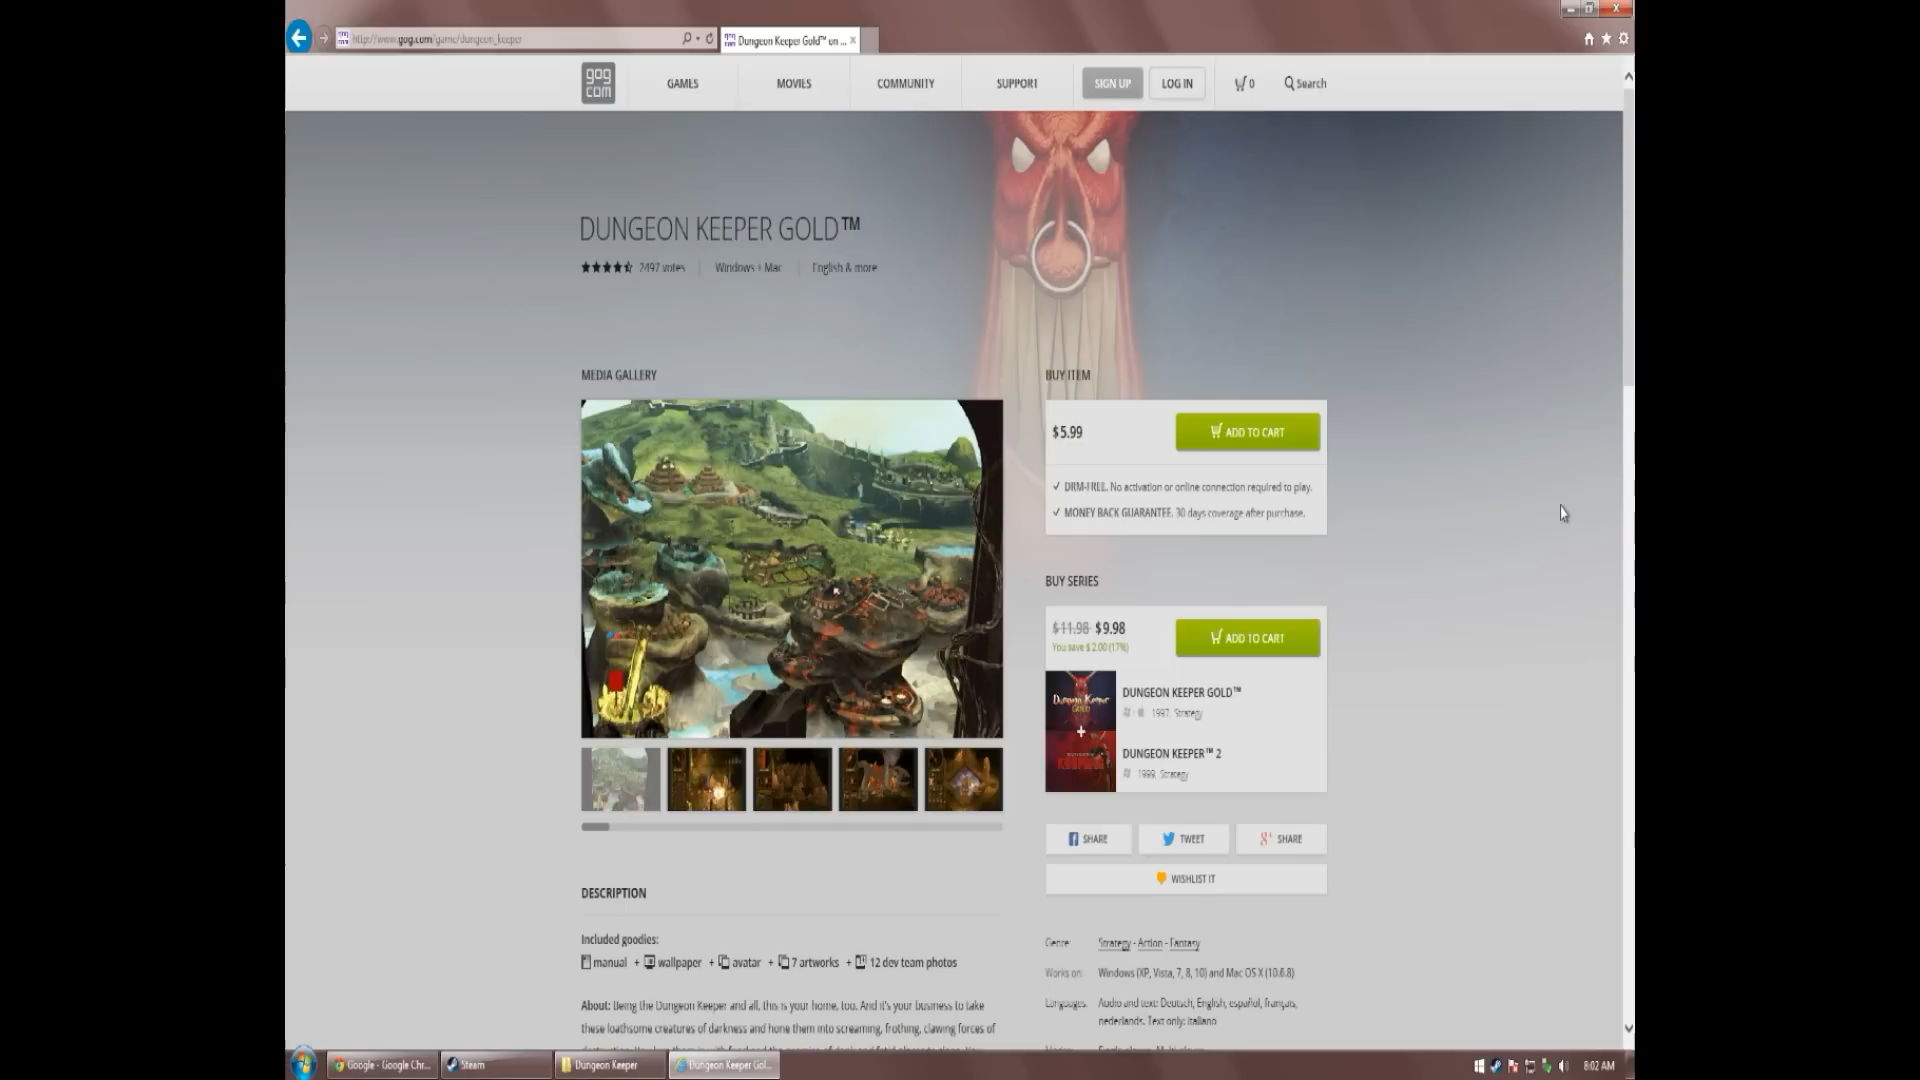 http://www.gog.com/game/dungeon_keeper
Dungeon Keeper Gold™ on ...
gog com
GAMES
MOVIES
COMMUNITY
SUPPORT
SIGN UP
LOG IN
0
Search
DUNGEON KEEPER GOLD™
2497 votes
Windows + Mac
English & more
MEDIA GALLERY
BUY ITEM
$5.99
ADD TO CART
✓ DRM-FREE. No activation or online connection required to play.
✓ MONEY BACK GUARANTEE. 30 days coverage after purchase.
BUY SERIES
$11.98 $9.98
ADD TO CART
You save $2.00 (17%)
Dungeon Keeper
GOLD
+
KEEPER
DUNGEON KEEPER GOLD™
1997, Strategy
DUNGEON KEEPER™ 2
1999, Strategy
SHARE
TWEET
SHARE
WISHLIST IT
DESCRIPTION
Included goodies:
manual + wallpaper + avatar + 7 artworks + 12 dev team photos
About: Being the Dungeon Keeper and all, this is your home, too. And it's your business to take
these loathsome creatures of darkness and hone them into screaming, frothing, clawing forces of
Genre: Strategy - Action - Fantasy
Works on: Windows (XP, Vista, 7, 8, 10) and Mac OS X (10.6.8)
Languages: Audio and text: Deutsch, English, español, français,
nederlands. Text only: italiano
Google - Google Chr...
Steam
Dungeon Keeper
Dungeon Keeper Gol...
8:02 AM